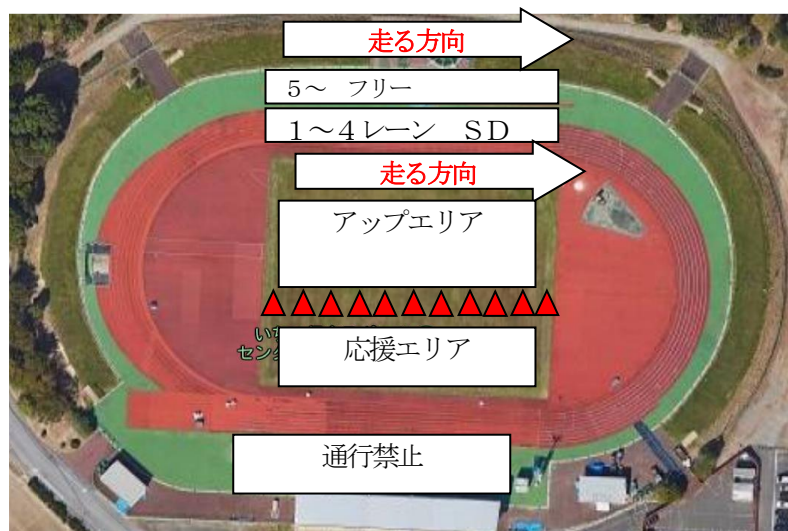 走る方向
5~ フリー
1~4レーン SD
走る方向
アップエリア
応援エリア
通行禁止